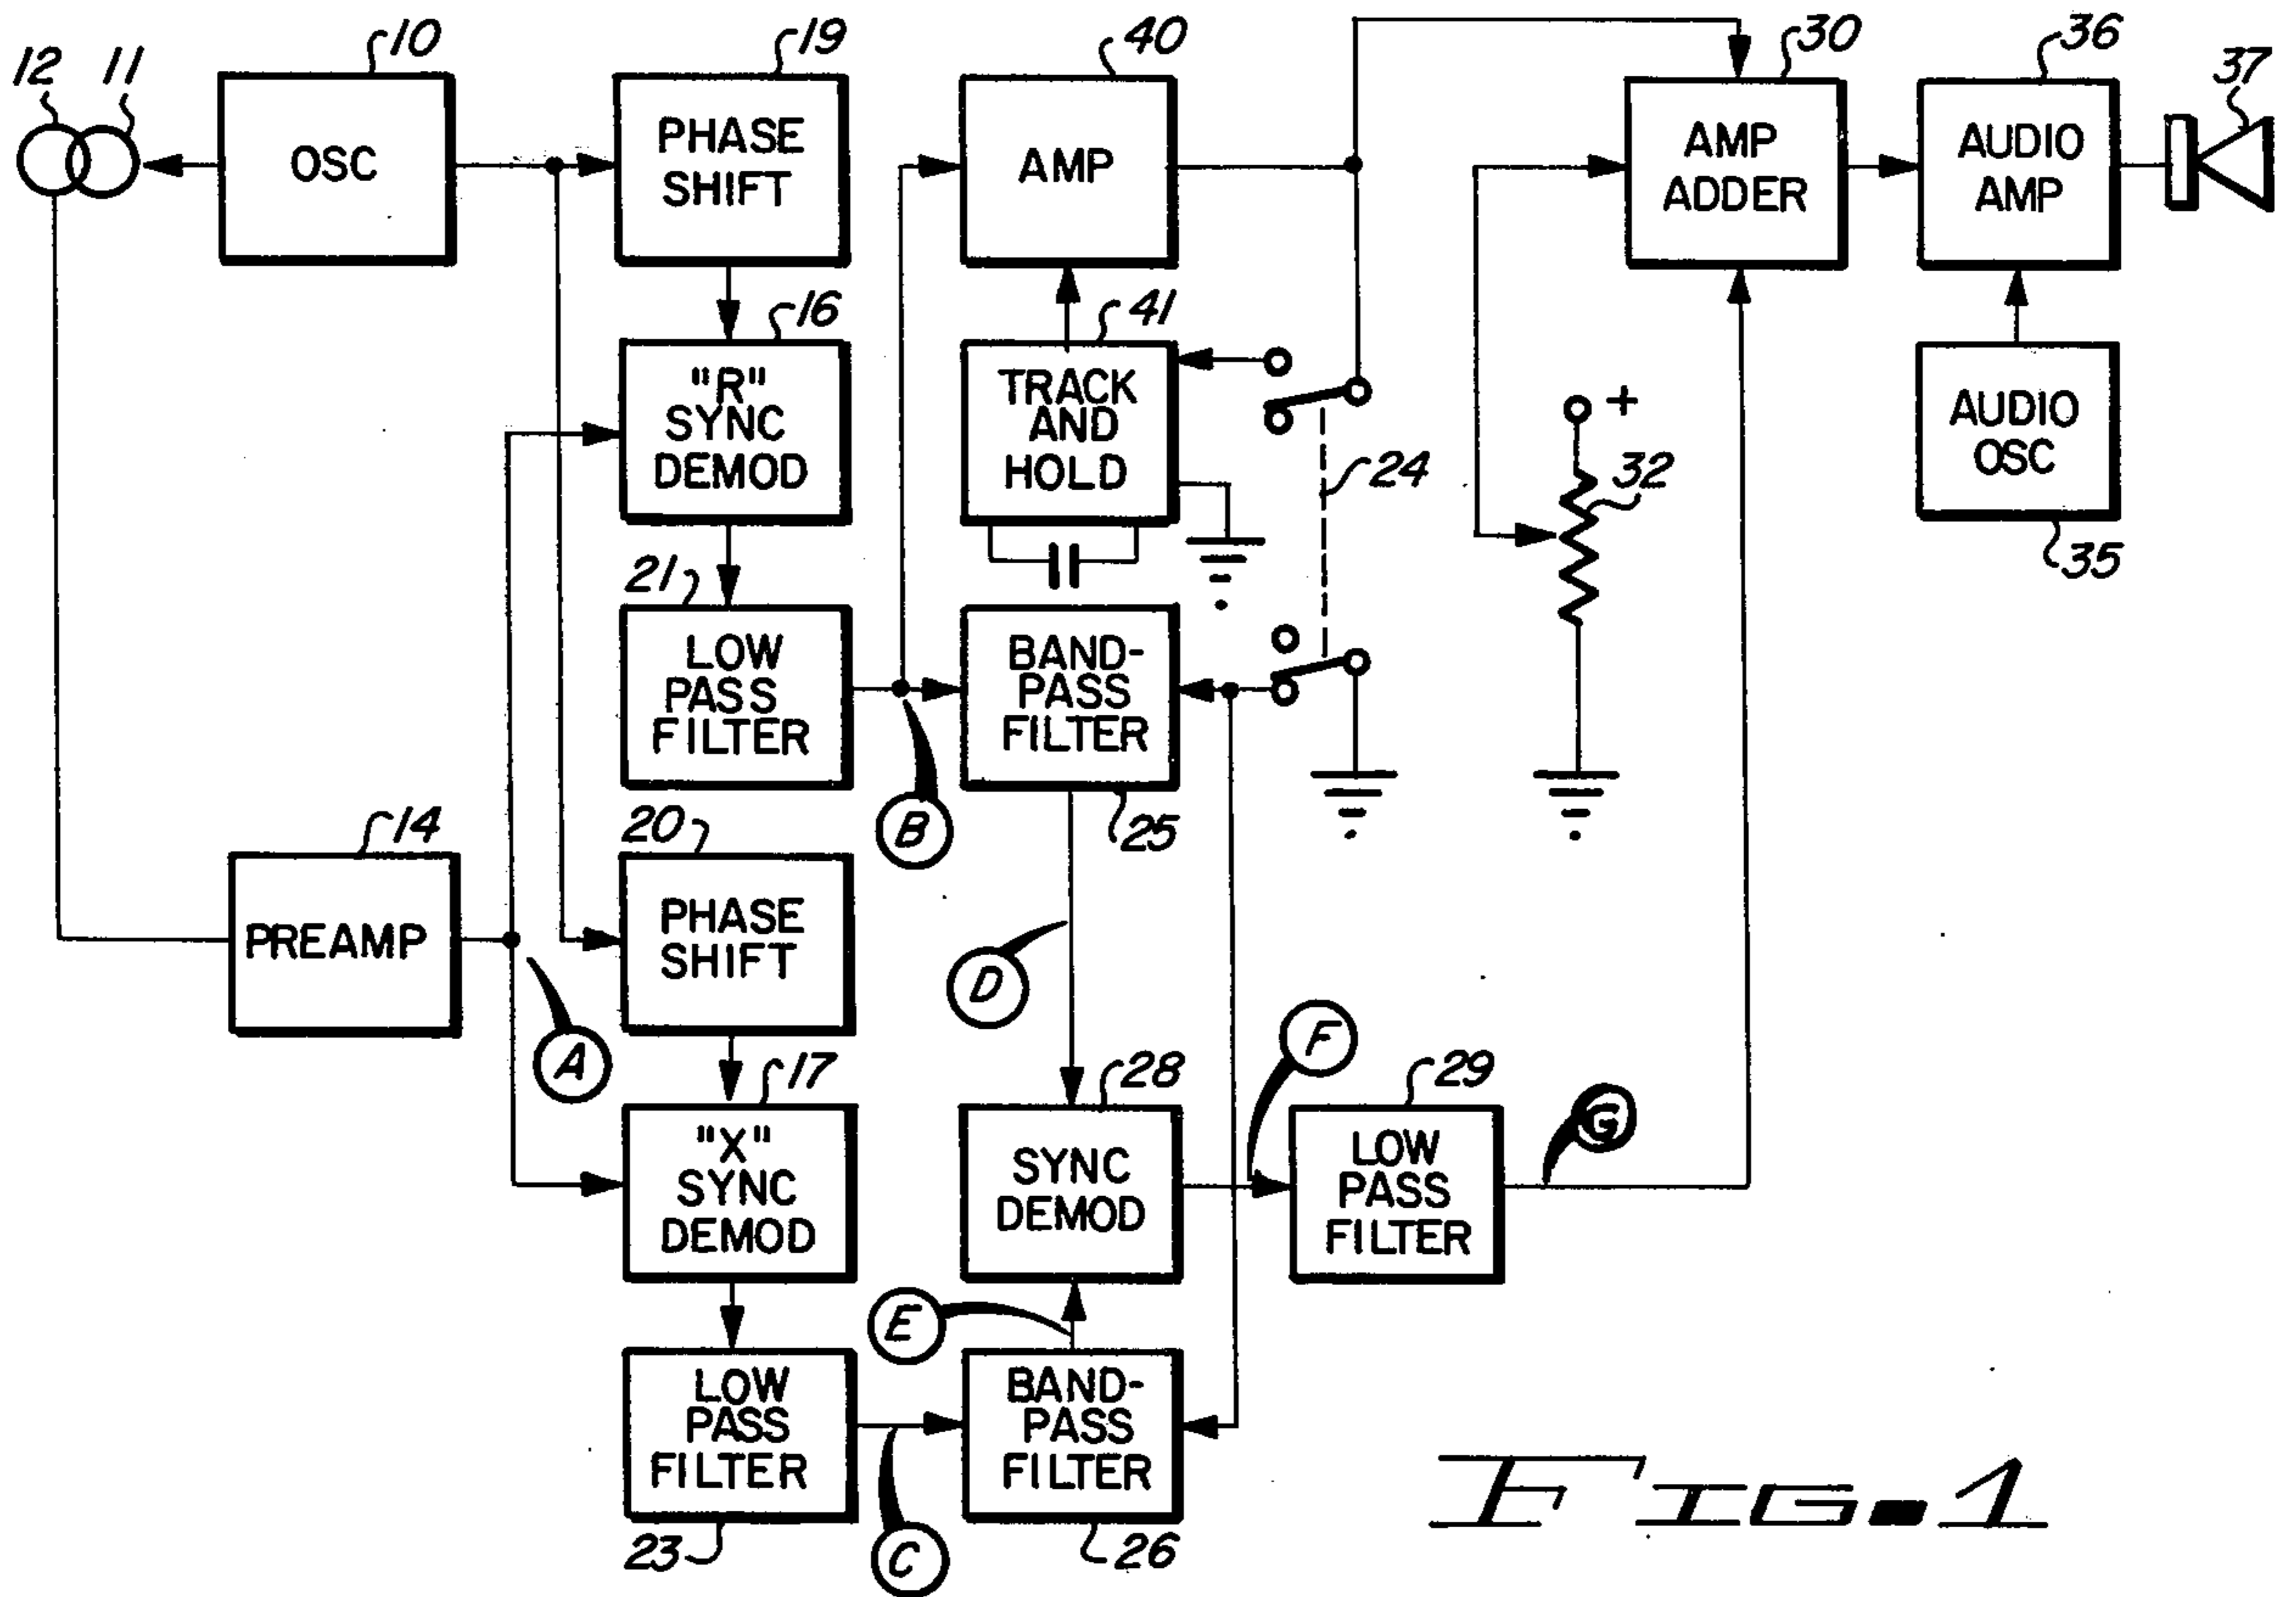 12
11
10
OSC
19
PHASE
SHIFT
40
AMP
30
AMP
ADDER
36
AUDIO
AMP
37
16
"R"
SYNC
DEMOD
41
TRACK
AND
HOLD
24
+
32
AUDIO
OSC
35
21
LOW
PASS
FILTER
B
BAND-
PASS
FILTER
25
14
PREAMP
A
20
PHASE
SHIFT
D
17
"X"
SYNC
DEMOD
28
SYNC
DEMOD
F
29
LOW
PASS
FILTER
G
E
LOW
PASS
FILTER
23
C
BAND-
PASS
FILTER
26
FIG.1